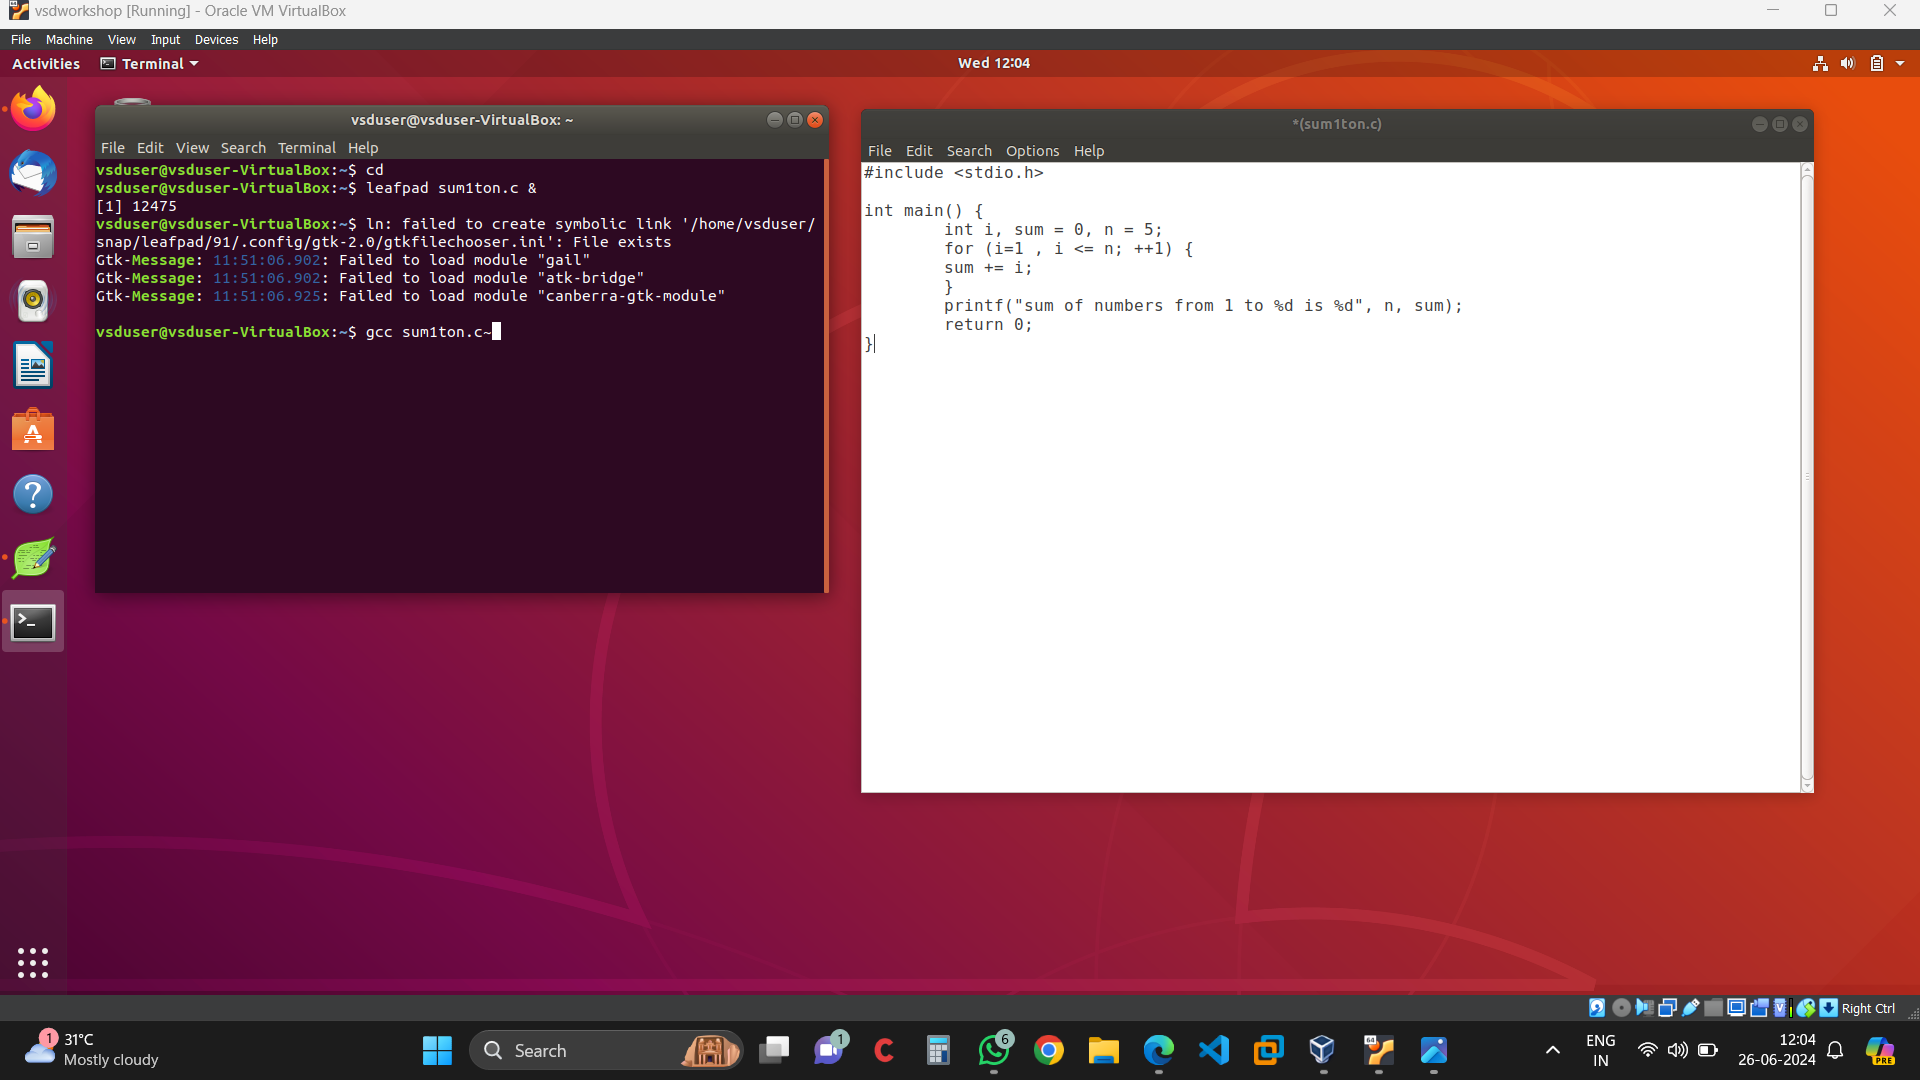 vsdworkshop [Running] - Oracle VM VirtualBox
File Machine View Input Devices Help
Activities Terminal Wed 12:04
vsduser@vsduser-VirtualBox: ~
File Edit View Search Terminal Help
vsduser@vsduser-VirtualBox:~$ cd
vsduser@vsduser-VirtualBox:~$ leafpad sum1ton.c &
[1] 12475
vsduser@vsduser-VirtualBox:~$ ln: failed to create symbolic link '/home/vsduser/
snap/leafpad/91/.config/gtk-2.0/gtkfilechooser.ini': File exists
Gtk-Message: 11:51:06.902: Failed to load module "gail"
Gtk-Message: 11:51:06.902: Failed to load module "atk-bridge"
Gtk-Message: 11:51:06.925: Failed to load module "canberra-gtk-module"
vsduser@vsduser-VirtualBox:~$ gcc sum1ton.c~
*(sum1ton.c)
File Edit Search Options Help
#include <stdio.h>
int main() {
int i, sum = 0, n = 5;
for (i=1 , i <= n; ++1) {
sum += i;
}
printf("sum of numbers from 1 to %d is %d", n, sum);
return 0;
}
Right Ctrl
1
31°C
Mostly cloudy
Search
1
6
64
ENG
IN
12:04
26-06-2024
PRE